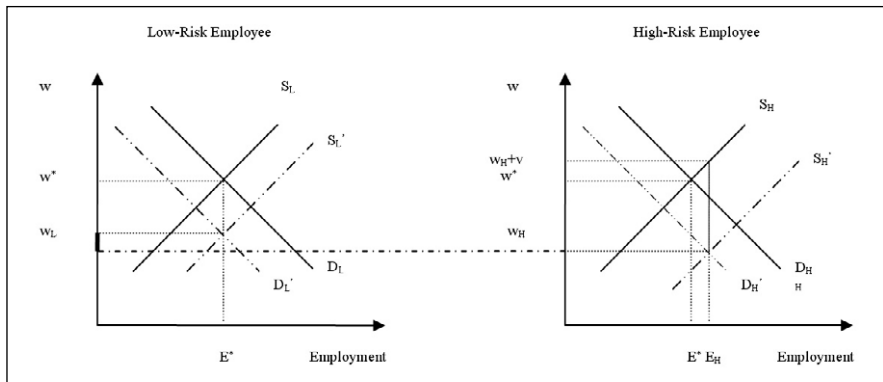 Low-Risk Employee
w
S_L
S_L'
w*
w_L
D_L
D_L'
E*
Employment
High-Risk Employee
w
S_H
w_H+v
S_H'
w*
w_H
D_H
H
D_H'
E* E_H
Employment